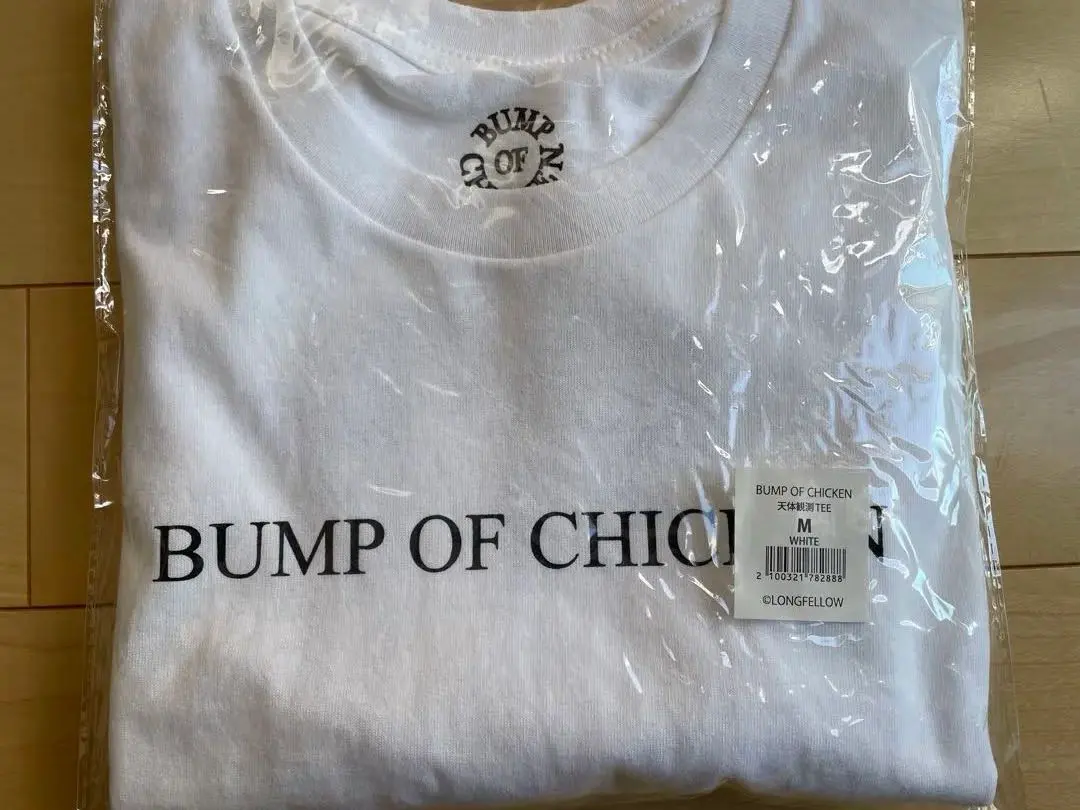 BUMP
OF
BUMP OF CHICKEN
BUMP OF CHICKEN
天体観測TEE
M
WHITE
2 100321 782888
©LONGFELLOW